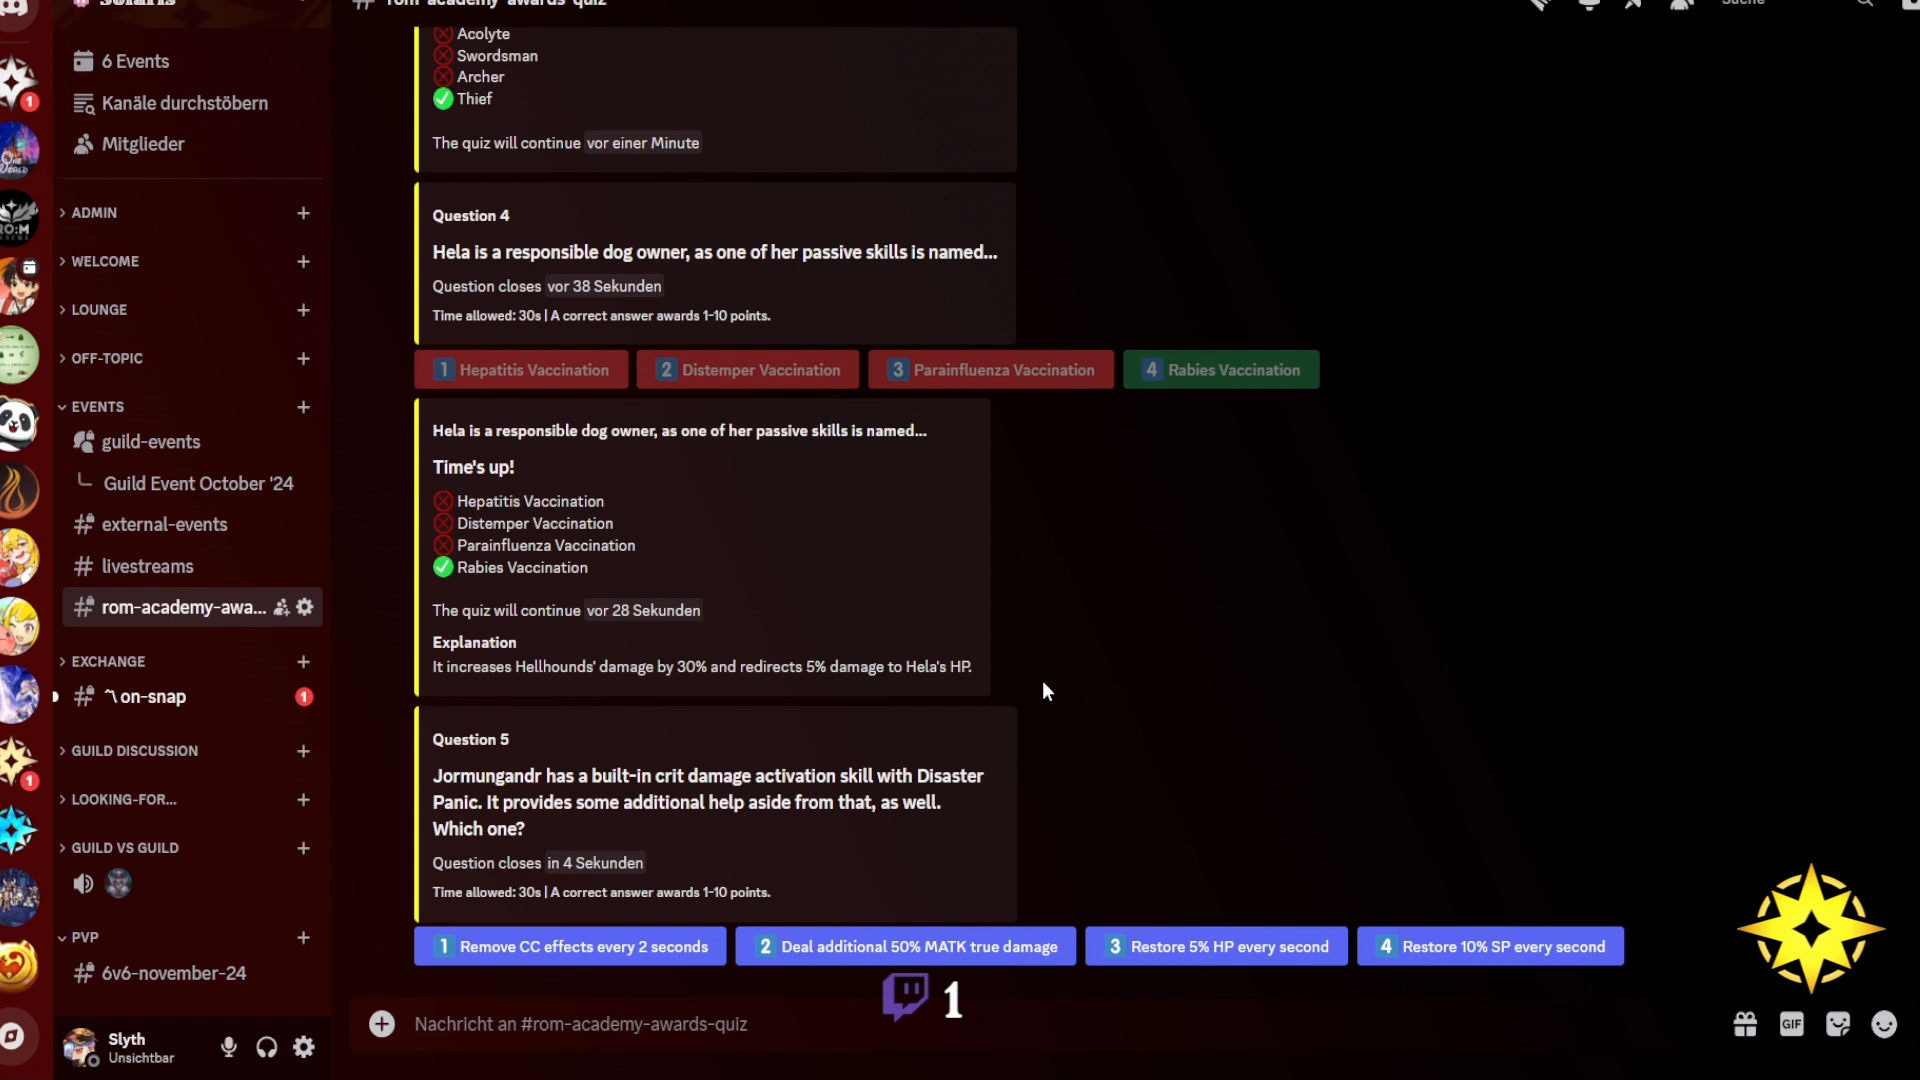 Solaris
rom-academy-awards-quiz
Suche
1
6 Events
Kanäle durchstöbern
Mitglieder
ADMIN
WELCOME
LOUNGE
OFF-TOPIC
EVENTS
guild-events
Guild Event October '24
external-events
livestreams
rom-academy-awa...
EXCHANGE
on-snap
1
GUILD DISCUSSION
1
LOOKING-FOR...
GUILD VS GUILD
PVP
6v6-november-24
Slyth
Unsichtbar
Acolyte
Swordsman
Archer
Thief
The quiz will continue vor einer Minute
Question 4
Hela is a responsible dog owner, as one of her passive skills is named...
Question closes vor 38 Sekunden
Time allowed: 30s | A correct answer awards 1-10 points.
1 Hepatitis Vaccination
2 Distemper Vaccination
3 Parainfluenza Vaccination
4 Rabies Vaccination
Hela is a responsible dog owner, as one of her passive skills is named...
Time's up!
Hepatitis Vaccination
Distemper Vaccination
Parainfluenza Vaccination
Rabies Vaccination
The quiz will continue vor 28 Sekunden
Explanation
It increases Hellhounds' damage by 30% and redirects 5% damage to Hela's HP.
Question 5
Jormungandr has a built-in crit damage activation skill with Disaster
Panic. It provides some additional help aside from that, as well.
Which one?
Question closes in 4 Sekunden
Time allowed: 30s | A correct answer awards 1-10 points.
1 Remove CC effects every 2 seconds
2 Deal additional 50% MATK true damage
3 Restore 5% HP every second
4 Restore 10% SP every second
1
Nachricht an #rom-academy-awards-quiz
GIF